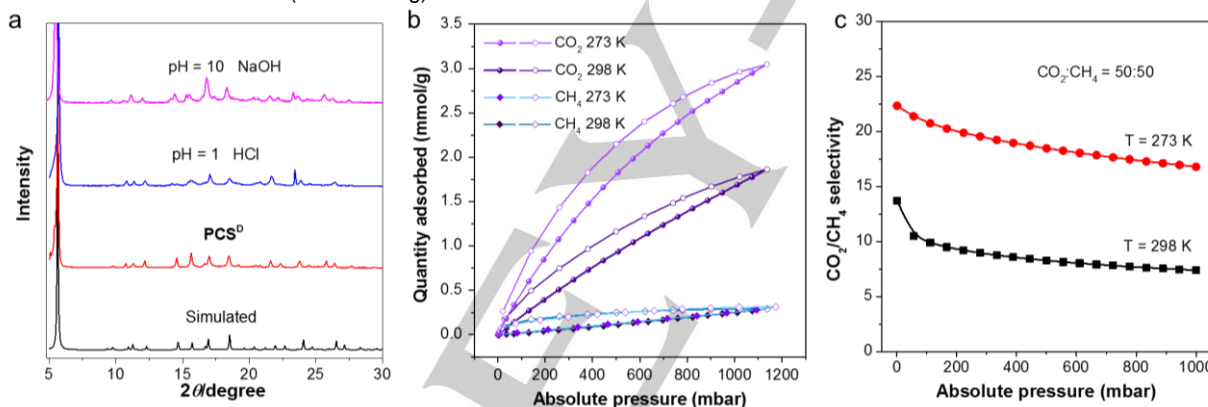 a
pH = 10 NaOH
pH = 1 HCl
PCSᴰ
Simulated
Intensity
5 10 15 20 25 30
2θ/degree
b
3.5
3.0
2.5
2.0
1.5
1.0
0.5
0.0
CO₂ 273 K
CO₂ 298 K
CH₄ 273 K
CH₄ 298 K
Quantity adsorbed (mmol/g)
0 200 400 600 800 1000 1200 1400
Absolute pressure (mbar)
c
30
25
20
15
10
5
0
CO₂:CH₄ = 50:50
T = 273 K
T = 298 K
CO₂/CH₄ selectivity
0 200 400 600 800 1000
Absolute pressure (mbar)